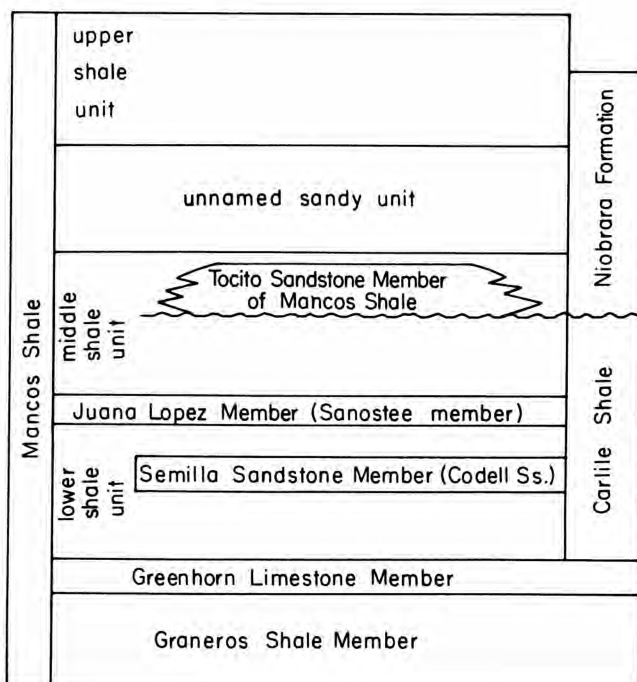 upper
shale
unit
unnamed sandy unit
Tocito Sandstone Member
of Mancos Shale
middle
shale
unit
Juana Lopez Member (Sanostee member)
lower
shale
unit
Semilla Sandstone Member (Codell Ss.)
Greenhorn Limestone Member
Graneros Shale Member
Mancos Shale
Niobrara Formation
Carlile Shale